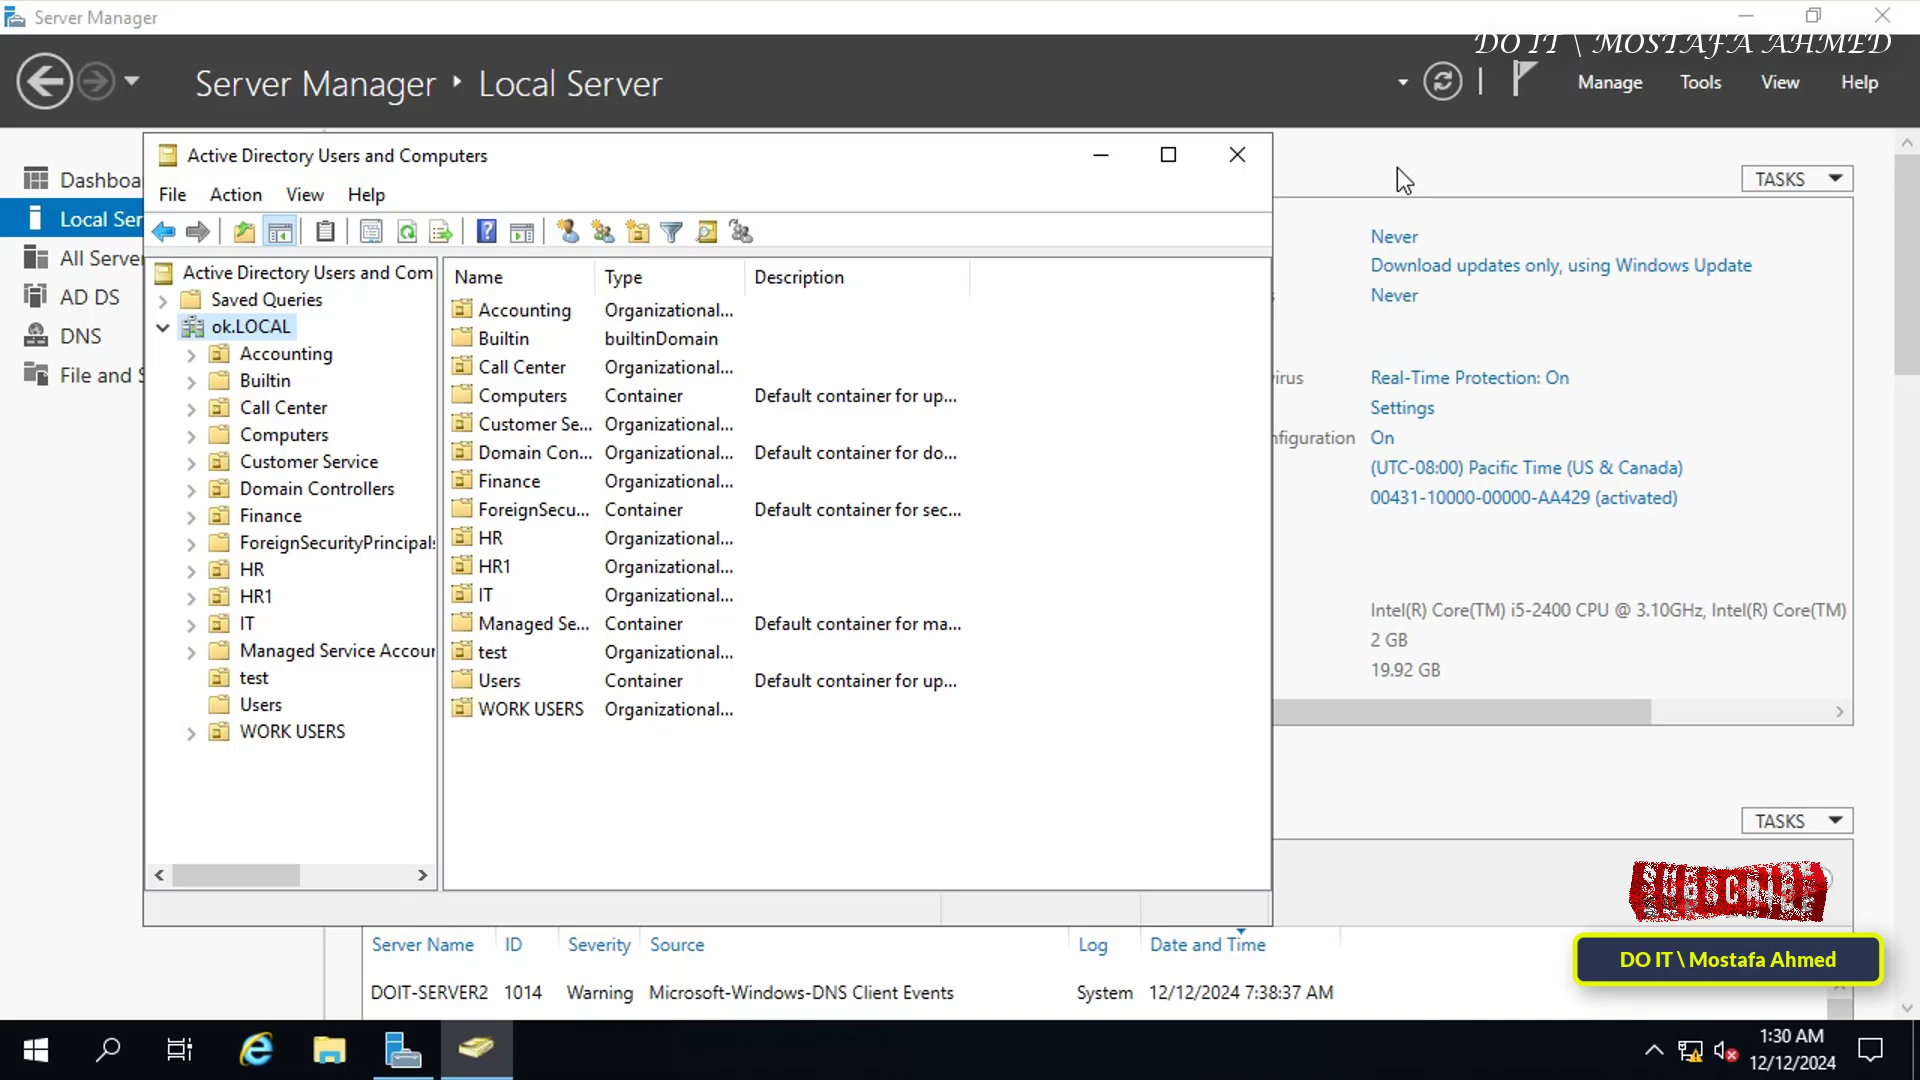 Server Manager
DO IT \ MOSTAFA AHMED
Server Manager ‣ Local Server
Manage Tools View Help
Dashboa
Local Ser
All Serve
AD DS
DNS
File and S
Active Directory Users and Computers
File Action View Help
Active Directory Users and Com
Saved Queries
ok.LOCAL
Accounting
Builtin
Call Center
Computers
Customer Service
Domain Controllers
Finance
ForeignSecurityPrincipals
HR
HR1
IT
Managed Service Accour
test
Users
WORK USERS
Name Type Description
Accounting Organizational...
Builtin builtinDomain
Call Center Organizational...
Computers Container Default container for up...
Customer Se... Organizational...
Domain Con... Organizational... Default container for do...
Finance Organizational...
ForeignSecu... Container Default container for sec...
HR Organizational...
HR1 Organizational...
IT Organizational...
Managed Se... Container Default container for ma...
test Organizational...
Users Container Default container for up...
WORK USERS Organizational...
TASKS
Never
Download updates only, using Windows Update
Never
irus Real-Time Protection: On
Settings
nfiguration On
(UTC-08:00) Pacific Time (US & Canada)
00431-10000-00000-AA429 (activated)
Intel(R) Core(TM) i5-2400 CPU @ 3.10GHz, Intel(R) Core(TM)
2 GB
19.92 GB
TASKS
SUBSCRIBE
DO IT \ Mostafa Ahmed
Server Name ID Severity Source Log Date and Time
DOIT-SERVER2 1014 Warning Microsoft-Windows-DNS Client Events System 12/12/2024 7:38:37 AM
1:30 AM
12/12/2024